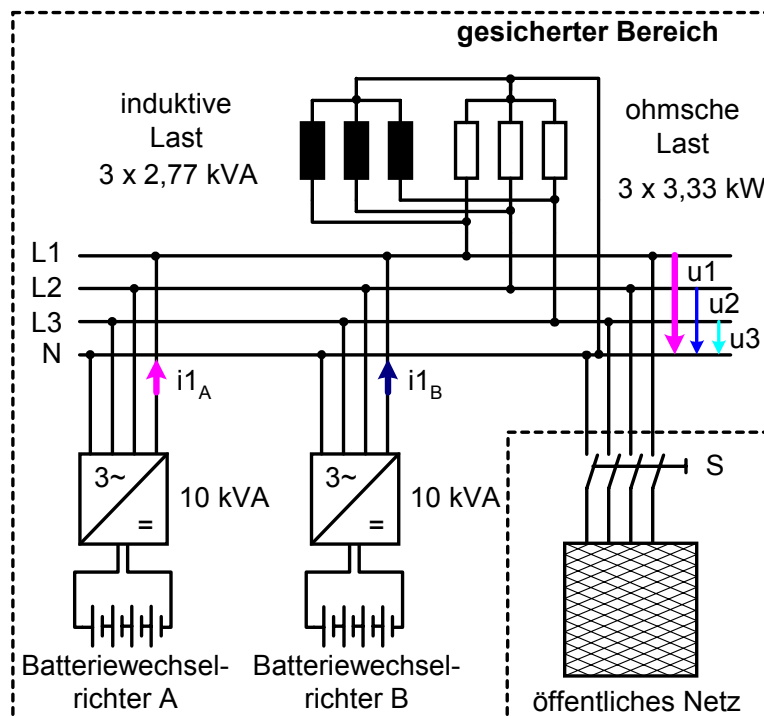 gesicherter Bereich
induktive
Last
3 x 2,77 kVA
ohmsche
Last
3 x 3,33 kW
L1
L2
L3
N
u1
u2
u3
i1A
i1B
3~
=
10 kVA
3~
=
10 kVA
S
Batteriewechsel-
richter A
Batteriewechsel-
richter B
öffentliches Netz